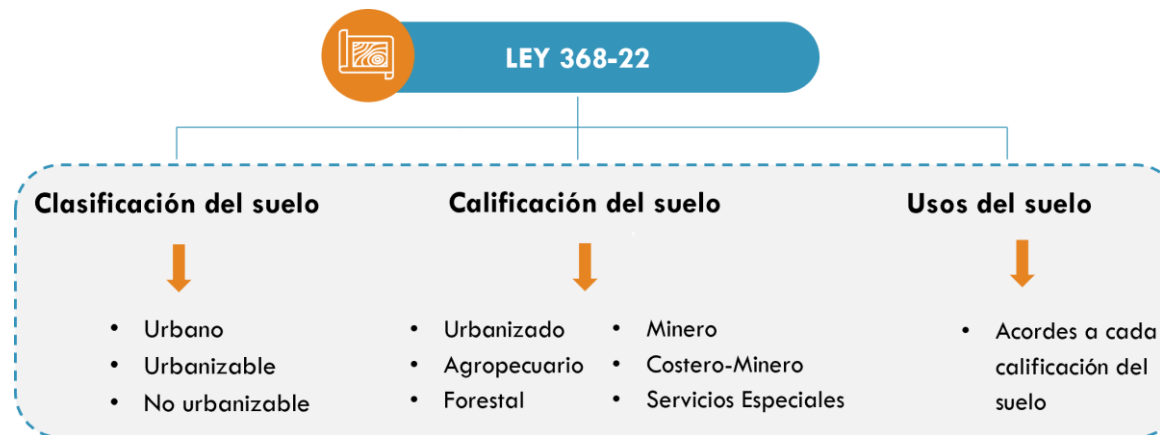 LEY 368-22
Clasificación del suelo
• Urbano
• Urbanizable
• No urbanizable
Calificación del suelo
• Urbanizado
• Agropecuario
• Forestal
• Minero
• Costero-Minero
• Servicios Especiales
Usos del suelo
• Acordes a cada
calificación del
suelo